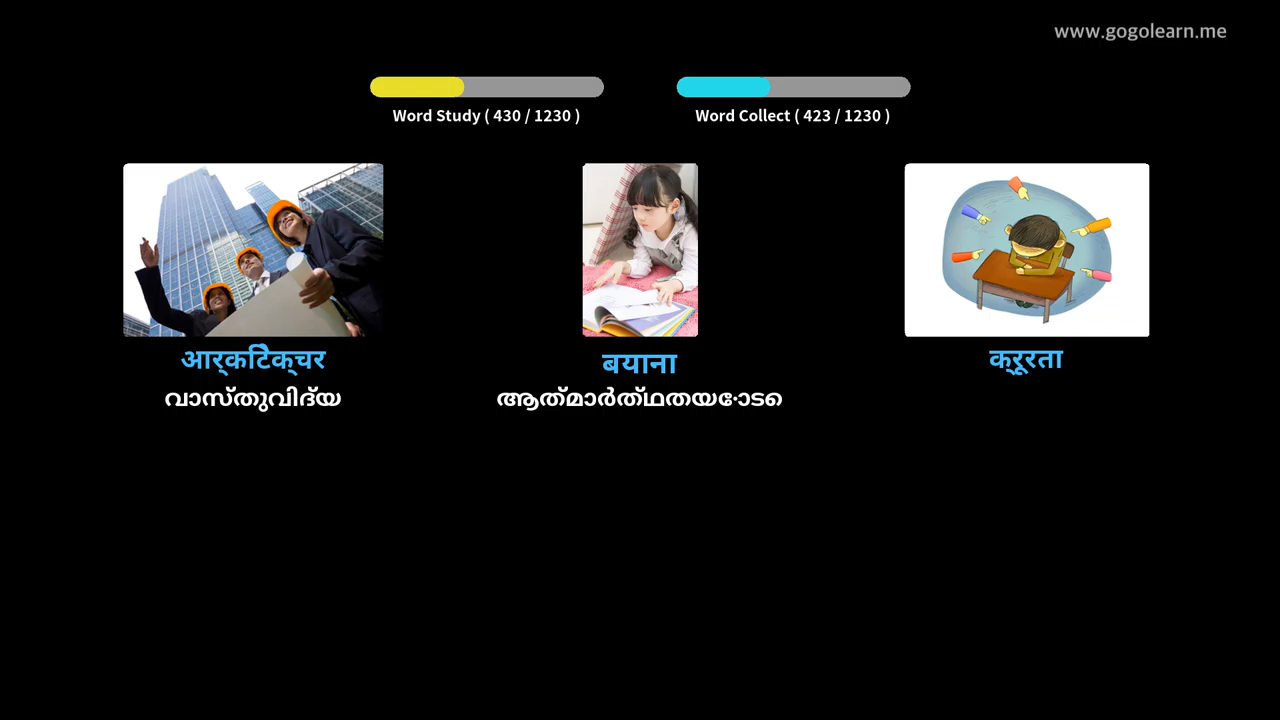 www.gogolearn.me
Word Study ( 430 / 1230 )
Word Collect ( 423 / 1230 )
आर्किटेक्चर
बयाना
क्रूरता
വാസ്തുവിദ്യ
ആത്മാർത്ഥതയോടെ